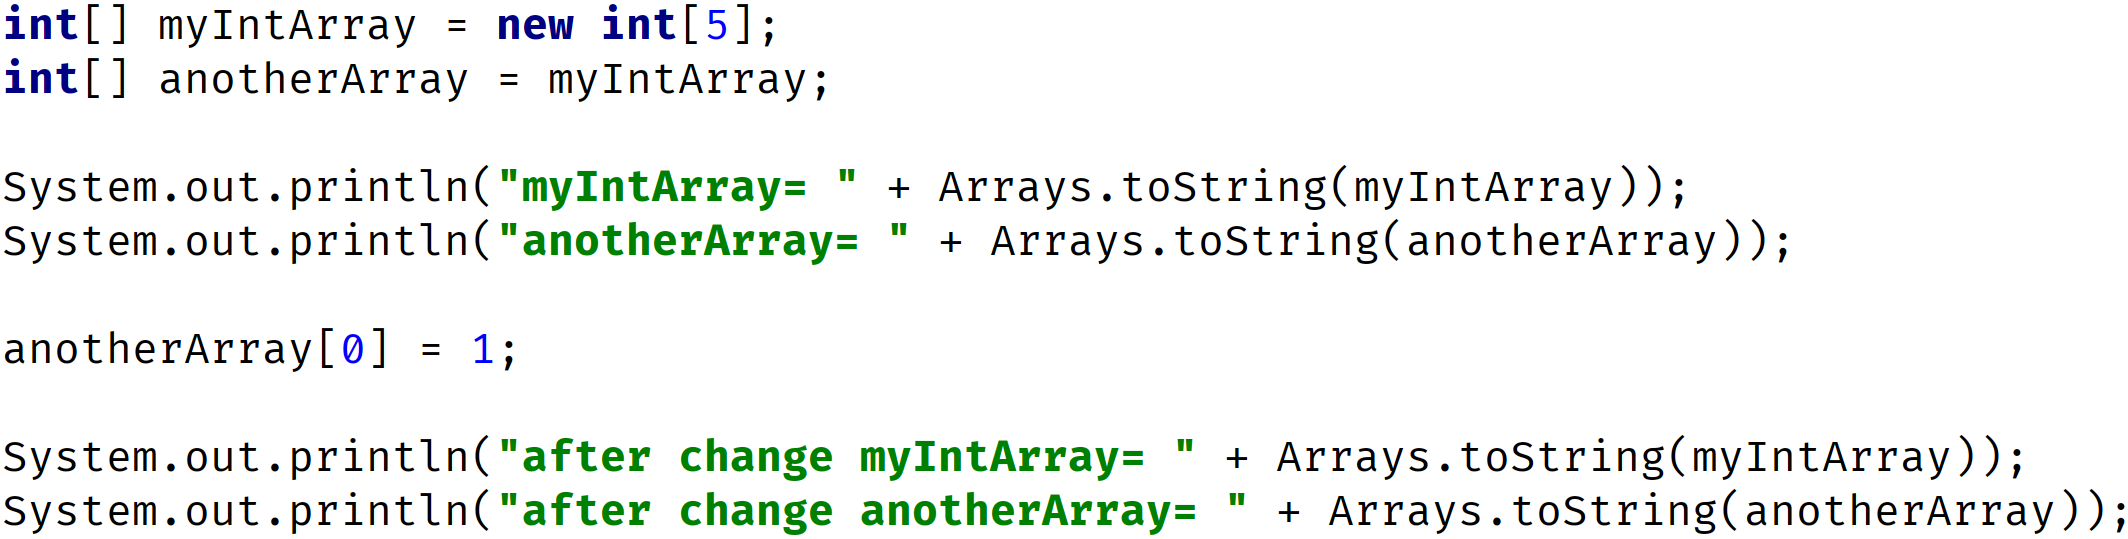 int[] myIntArray = new int[5];
int[] anotherArray = myIntArray;
System.out.println("myIntArray= " + Arrays.toString(myIntArray));
System.out.println("anotherArray= " + Arrays.toString(anotherArray));
anotherArray[0] = 1;
System.out.println("after change myIntArray= " + Arrays.toString(myIntArray));
System.out.println("after change anotherArray= " + Arrays.toString(anotherArray));